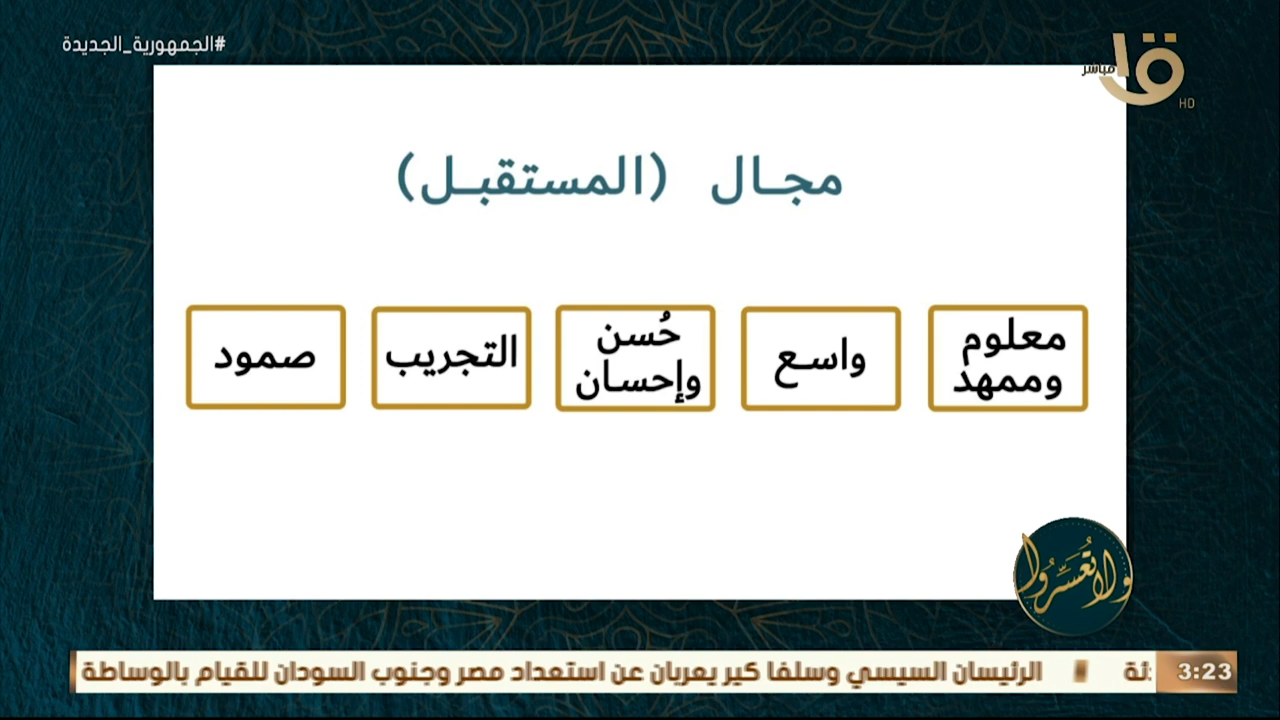 #الجمهورية_الجديدة
مباشر
HD
مجال (المستقبل)
معلوم
وممهد
واسع
حُسن
وإحسان
التجريب
صمود
ولا تُعَسِّرُوا
3:23
الرئيسان السيسي وسلفا كير يعربان عن استعداد مصر وجنوب السودان للقيام بالوساطة